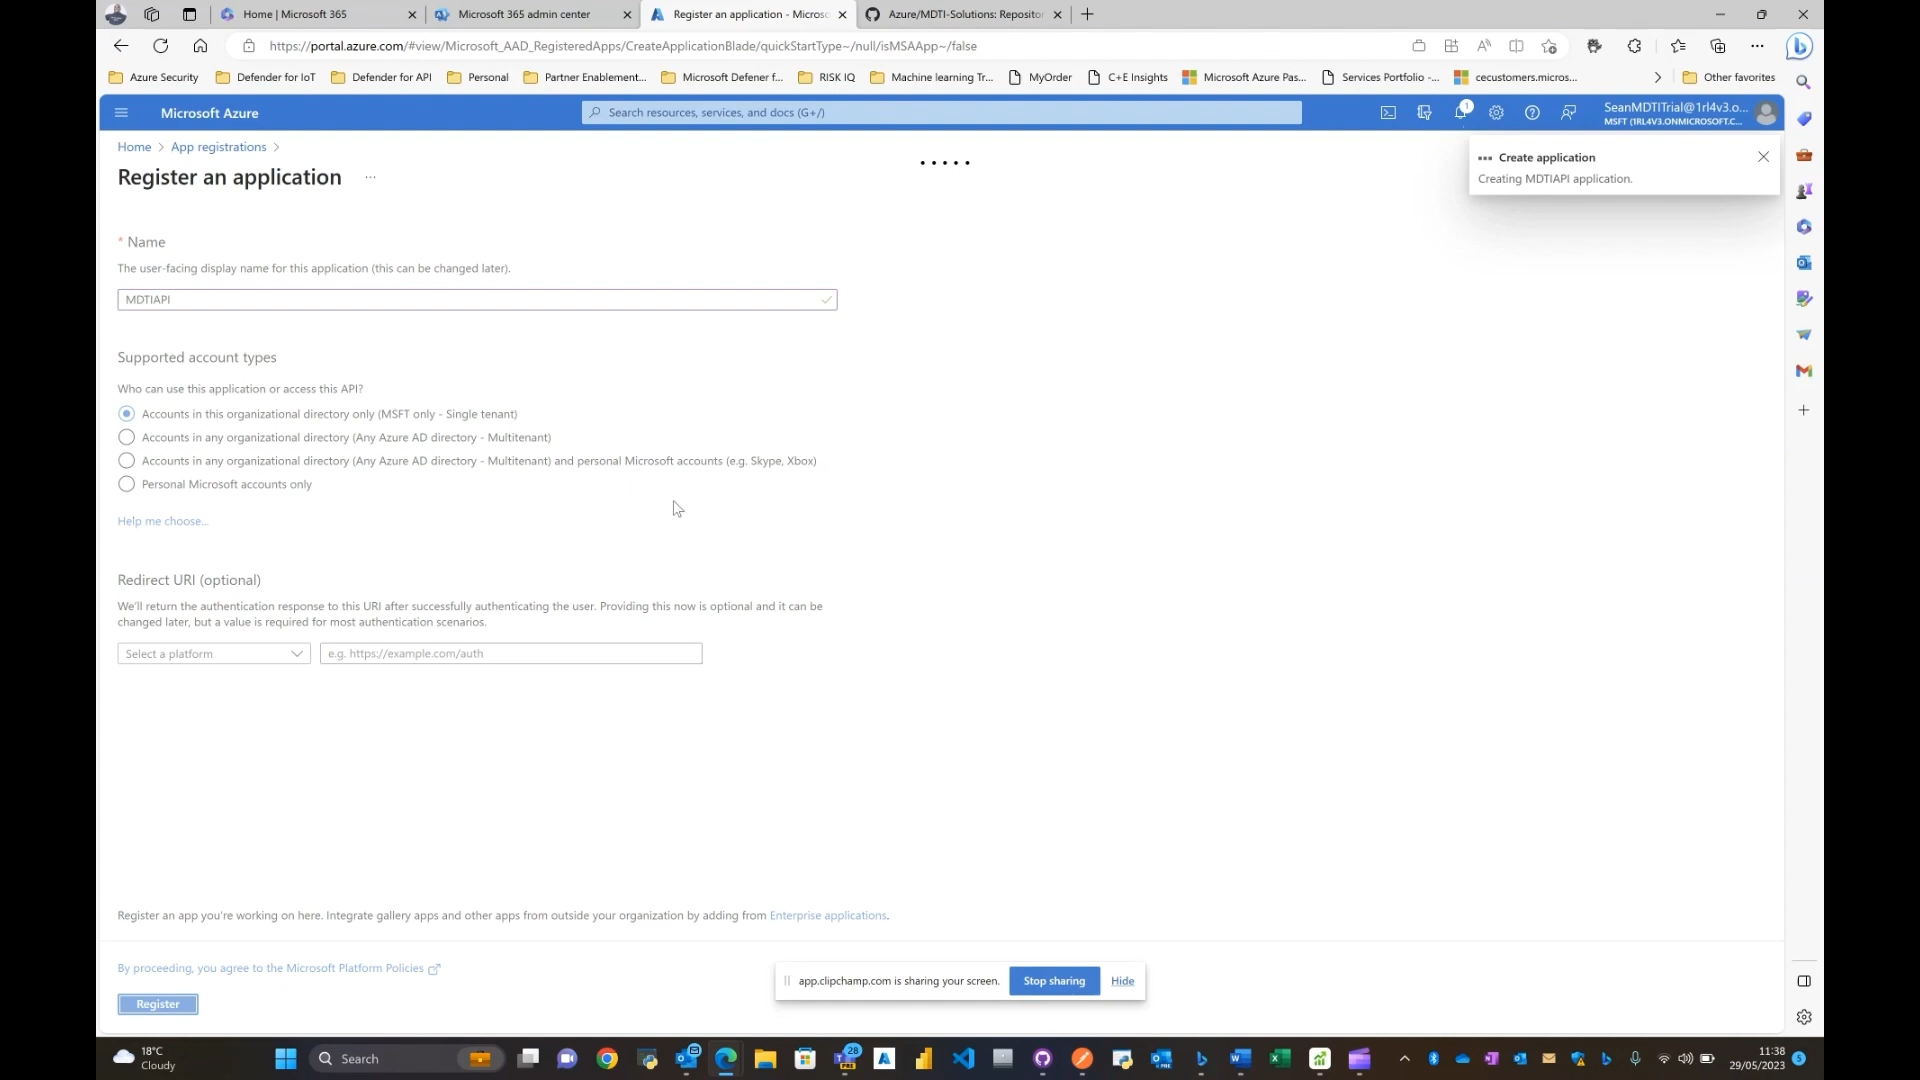 Home | Microsoft 365
Microsoft 365 admin center
Register an application - Micros
Azure/MDTI-Solutions: Repositor
https://portal.azure.com/#view/Microsoft_AAD_RegisteredApps/CreateApplicationBlade/quickStartType~/null/isMSAApp~/false
Azure Security
Defender for IoT
Defender for API
Personal
Partner Enablement...
Microsoft Defener f...
RISK IQ
Machine learning Tr...
MyOrder
C+E Insights
Microsoft Azure Pas...
Services Portfolio -...
cecustomers.micros...
Other favorites
Microsoft Azure
Search resources, services, and docs (G+/)
1
SeanMDTITrial@1rl4v3.o...
MSFT (1RL4V3.ONMICROSOFT.C...
Home > App registrations >
Register an application ...
Create application
Creating MDTIAPI application.
* Name
The user-facing display name for this application (this can be changed later).
MDTIAPI
Supported account types
Who can use this application or access this API?
Accounts in this organizational directory only (MSFT only - Single tenant)
Accounts in any organizational directory (Any Azure AD directory - Multitenant)
Accounts in any organizational directory (Any Azure AD directory - Multitenant) and personal Microsoft accounts (e.g. Skype, Xbox)
Personal Microsoft accounts only
Help me choose...
Redirect URI (optional)
We'll return the authentication response to this URI after successfully authenticating the user. Providing this now is optional and it can be
changed later, but a value is required for most authentication scenarios.
Select a platform
e.g. https://example.com/auth
Register an app you're working on here. Integrate gallery apps and other apps from outside your organization by adding from Enterprise applications.
By proceeding, you agree to the Microsoft Platform Policies
Register
app.clipchamp.com is sharing your screen.
Stop sharing
Hide
18°C
Cloudy
Search
28
PRE
PRE
11:38
29/05/2023
5